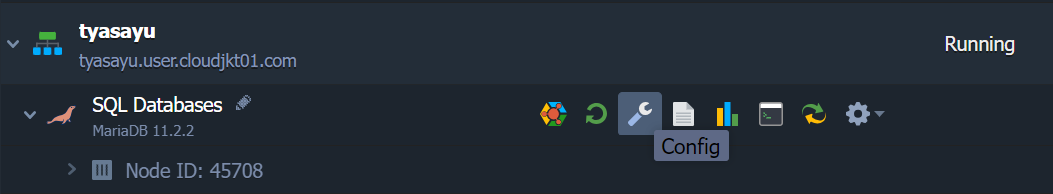 tyasayu
tyasayu.user.cloudjkt01.com
Running
SQL Databases
MariaDB 11.2.2
Config
Node ID: 45708